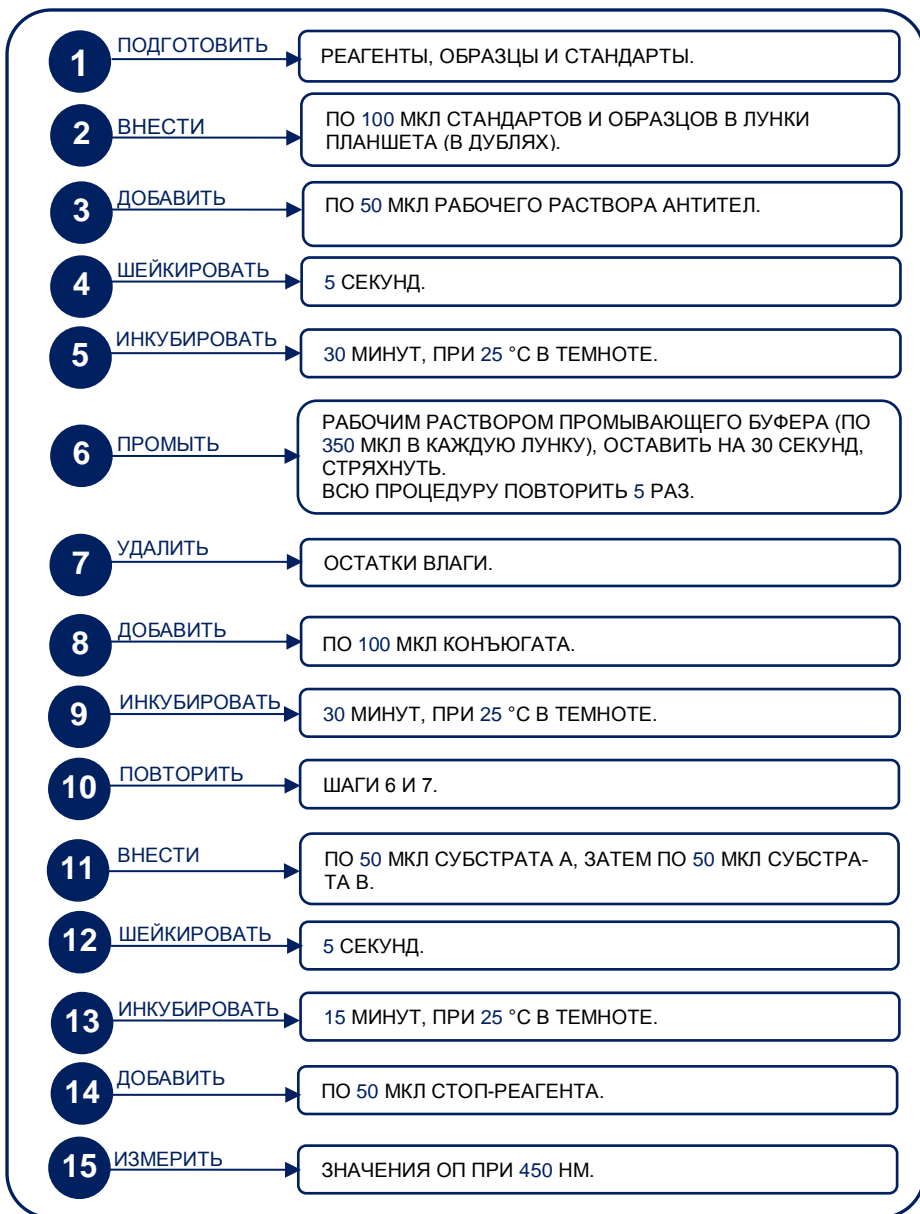 1 ПОДГОТОВИТЬ РЕАГЕНТЫ, ОБРАЗЦЫ И СТАНДАРТЫ.
2 ВНЕСТИ ПО 100 МКЛ СТАНДАРТОВ И ОБРАЗЦОВ В ЛУНКИ
ПЛАНШЕТА (В ДУБЛЯХ).
3 ДОБАВИТЬ ПО 50 МКЛ РАБОЧЕГО РАСТВОРА АНТИТЕЛ.
4 ШЕЙКИРОВАТЬ 5 СЕКУНД.
5 ИНКУБИРОВАТЬ 30 МИНУТ, ПРИ 25 °С В ТЕМНОТЕ.
6 ПРОМЫТЬ РАБОЧИМ РАСТВОРОМ ПРОМЫВАЮЩЕГО БУФЕРА (ПО
350 МКЛ В КАЖДУЮ ЛУНКУ), ОСТАВИТЬ НА 30 СЕКУНД,
СТРЯХНУТЬ.
ВСЮ ПРОЦЕДУРУ ПОВТОРИТЬ 5 РАЗ.
7 УДАЛИТЬ ОСТАТКИ ВЛАГИ.
8 ДОБАВИТЬ ПО 100 МКЛ КОНЪЮГАТА.
9 ИНКУБИРОВАТЬ 30 МИНУТ, ПРИ 25 °С В ТЕМНОТЕ.
10 ПОВТОРИТЬ ШАГИ 6 И 7.
11 ВНЕСТИ ПО 50 МКЛ СУБСТРАТА А, ЗАТЕМ ПО 50 МКЛ СУБСТРА-
ТА В.
12 ШЕЙКИРОВАТЬ 5 СЕКУНД.
13 ИНКУБИРОВАТЬ 15 МИНУТ, ПРИ 25 °С В ТЕМНОТЕ.
14 ДОБАВИТЬ ПО 50 МКЛ СТОП-РЕАГЕНТА.
15 ИЗМЕРИТЬ ЗНАЧЕНИЯ ОП ПРИ 450 НМ.